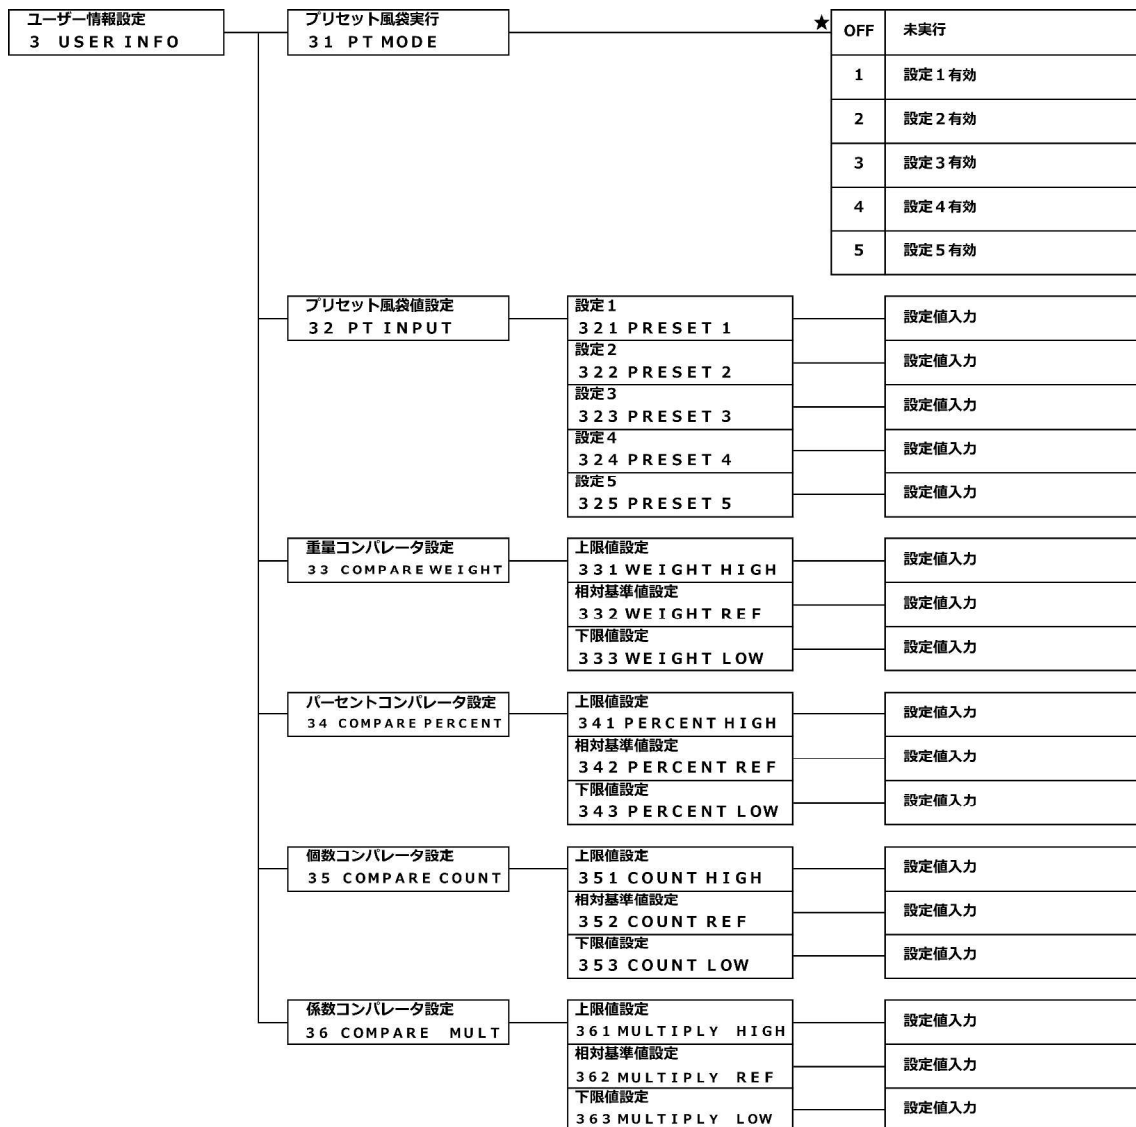 ユーザー情報設定
3 USER INFO
プリセット風袋実行
31 PT MODE
★
OFF 未実行
1 設定1有効
2 設定2有効
3 設定3有効
4 設定4有効
5 設定5有効
プリセット風袋値設定
32 PT INPUT
設定1
321 PRESET 1
設定値入力
設定2
322 PRESET 2
設定値入力
設定3
323 PRESET 3
設定値入力
設定4
324 PRESET 4
設定値入力
設定5
325 PRESET 5
設定値入力
重量コンパレータ設定
33 COMPARE WEIGHT
上限値設定
331 WEIGHT HIGH
設定値入力
相対基準値設定
332 WEIGHT REF
設定値入力
下限値設定
333 WEIGHT LOW
設定値入力
パーセントコンパレータ設定
34 COMPARE PERCENT
上限値設定
341 PERCENT HIGH
設定値入力
相対基準値設定
342 PERCENT REF
設定値入力
下限値設定
343 PERCENT LOW
設定値入力
個数コンパレータ設定
35 COMPARE COUNT
上限値設定
351 COUNT HIGH
設定値入力
相対基準値設定
352 COUNT REF
設定値入力
下限値設定
353 COUNT LOW
設定値入力
係数コンパレータ設定
36 COMPARE MULT
上限値設定
361 MULTIPLY HIGH
設定値入力
相対基準値設定
362 MULTIPLY REF
設定値入力
下限値設定
363 MULTIPLY LOW
設定値入力